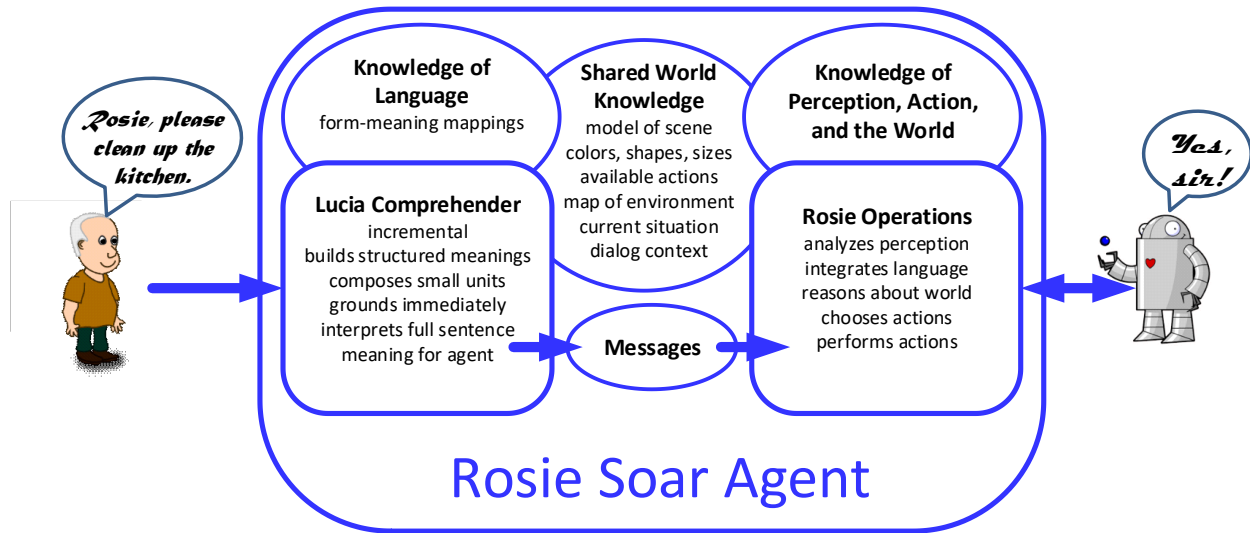 Rosie, please
clean up the
kitchen.
Knowledge of
Language
form-meaning mappings
Lucia Comprehender
incremental
builds structured meanings
composes small units
grounds immediately
interprets full sentence
meaning for agent
Shared World
Knowledge
model of scene
colors, shapes, sizes
available actions
map of environment
current situation
dialog context
Messages
Knowledge of
Perception, Action,
and the World
Rosie Operations
analyzes perception
integrates language
reasons about world
chooses actions
performs actions
Yes,
sir!
Rosie Soar Agent